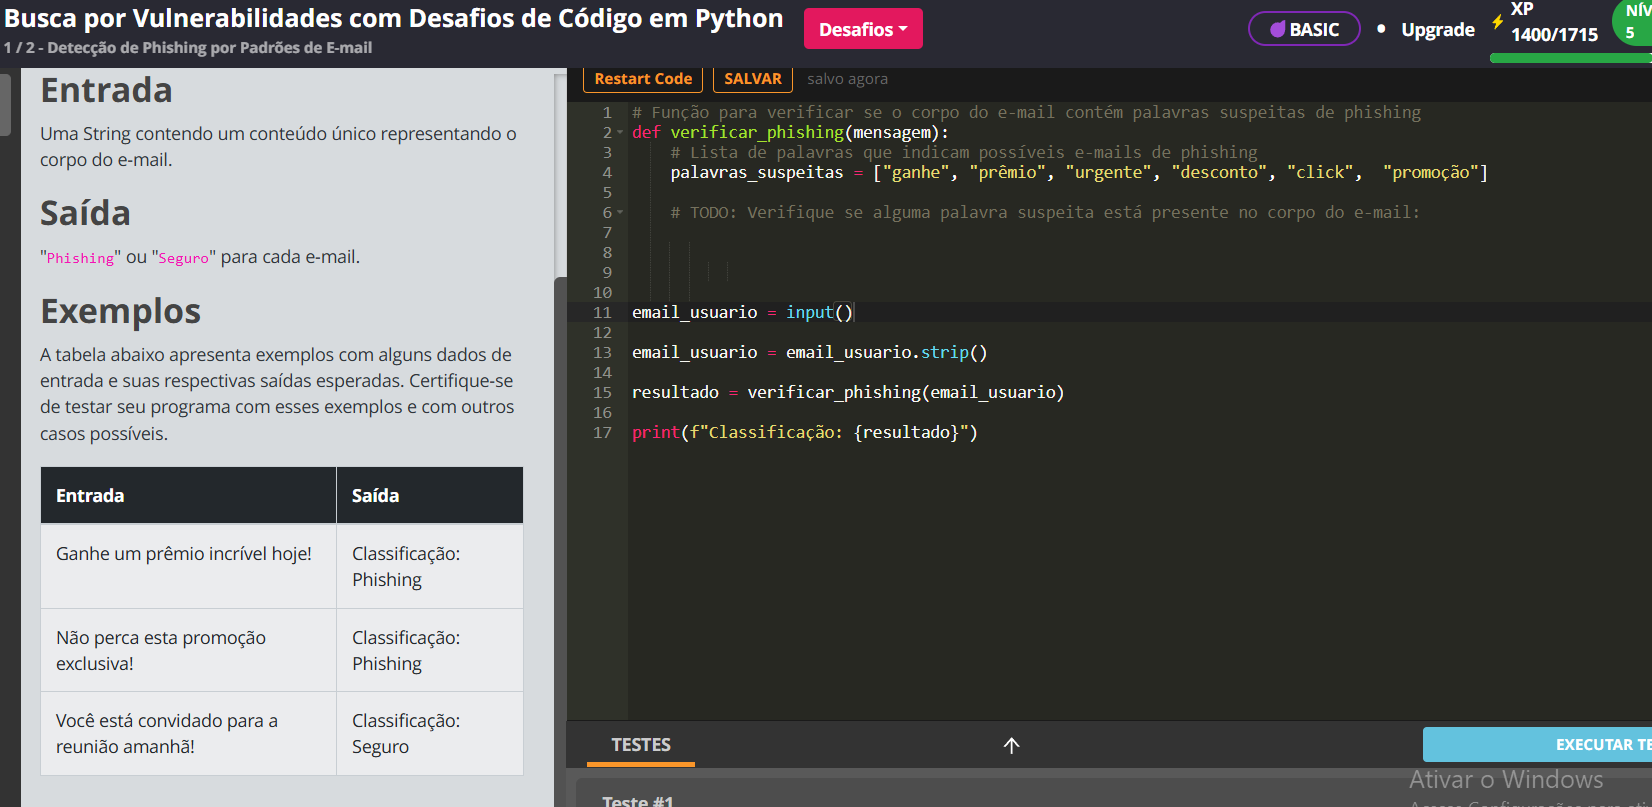 Busca por Vulnerabilidades com Desafios de Código em Python
1 / 2 - Detecção de Phishing por Padrões de E-mail
Desafios
BASIC
Upgrade
XP
1400/1715
NÍV
5
Entrada
Uma String contendo um conteúdo único representando o
corpo do e-mail.
Saída
"Phishing" ou "Seguro" para cada e-mail.
Exemplos
A tabela abaixo apresenta exemplos com alguns dados de
entrada e suas respectivas saídas esperadas. Certifique-se
de testar seu programa com esses exemplos e com outros
casos possíveis.
Entrada Saída
Ganhe um prêmio incrível hoje! Classificação:
Phishing
Não perca esta promoção Classificação:
exclusiva! Phishing
Você está convidado para a Classificação:
reunião amanhã! Seguro
Restart Code SALVAR salvo agora
1 # Função para verificar se o corpo do e-mail contém palavras suspeitas de phishing
2 def verificar_phishing(mensagem):
3 # Lista de palavras que indicam possíveis e-mails de phishing
4 palavras_suspeitas = ["ganhe", "prêmio", "urgente", "desconto", "click",  "promoção"]
5
6 # TODO: Verifique se alguma palavra suspeita está presente no corpo do e-mail:
7
8
9
10
11 email_usuario = input()
12
13 email_usuario = email_usuario.strip()
14
15 resultado = verificar_phishing(email_usuario)
16
17 print(f"Classificação: {resultado}")
TESTES
EXECUTAR TE
Teste #1
Ativar o Windows